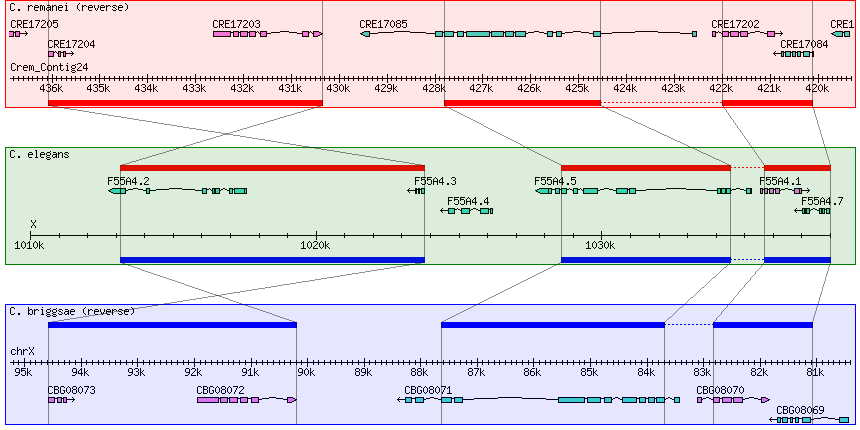 C. remanei (reverse)
CRE17205 CRE17203 CRE17085 CRE17202 CRE1
CRE17204 CRE17084
Crem_Contig24
436k 435k 434k 433k 432k 431k 430k 429k 428k 427k 426k 425k 424k 423k 422k 421k 420k
C. elegans
F55A4.2 F55A4.3 F55A4.5 F55A4.1
F55A4.4 F55A4.7
X
1010k 1020k 1030k
C. briggsae (reverse)
chrX
95k 94k 93k 92k 91k 90k 89k 88k 87k 86k 85k 84k 83k 82k 81k
CBG08073 CBG08072 CBG08071 CBG08070
CBG08069